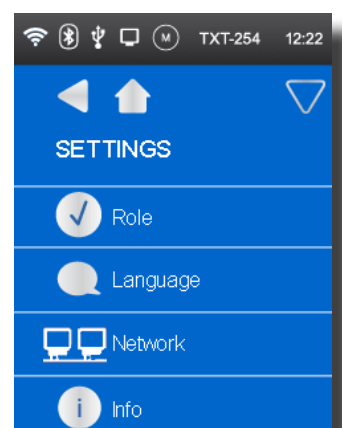 M TXT-254 12:22
SETTINGS
Role
Language
Network
i Info